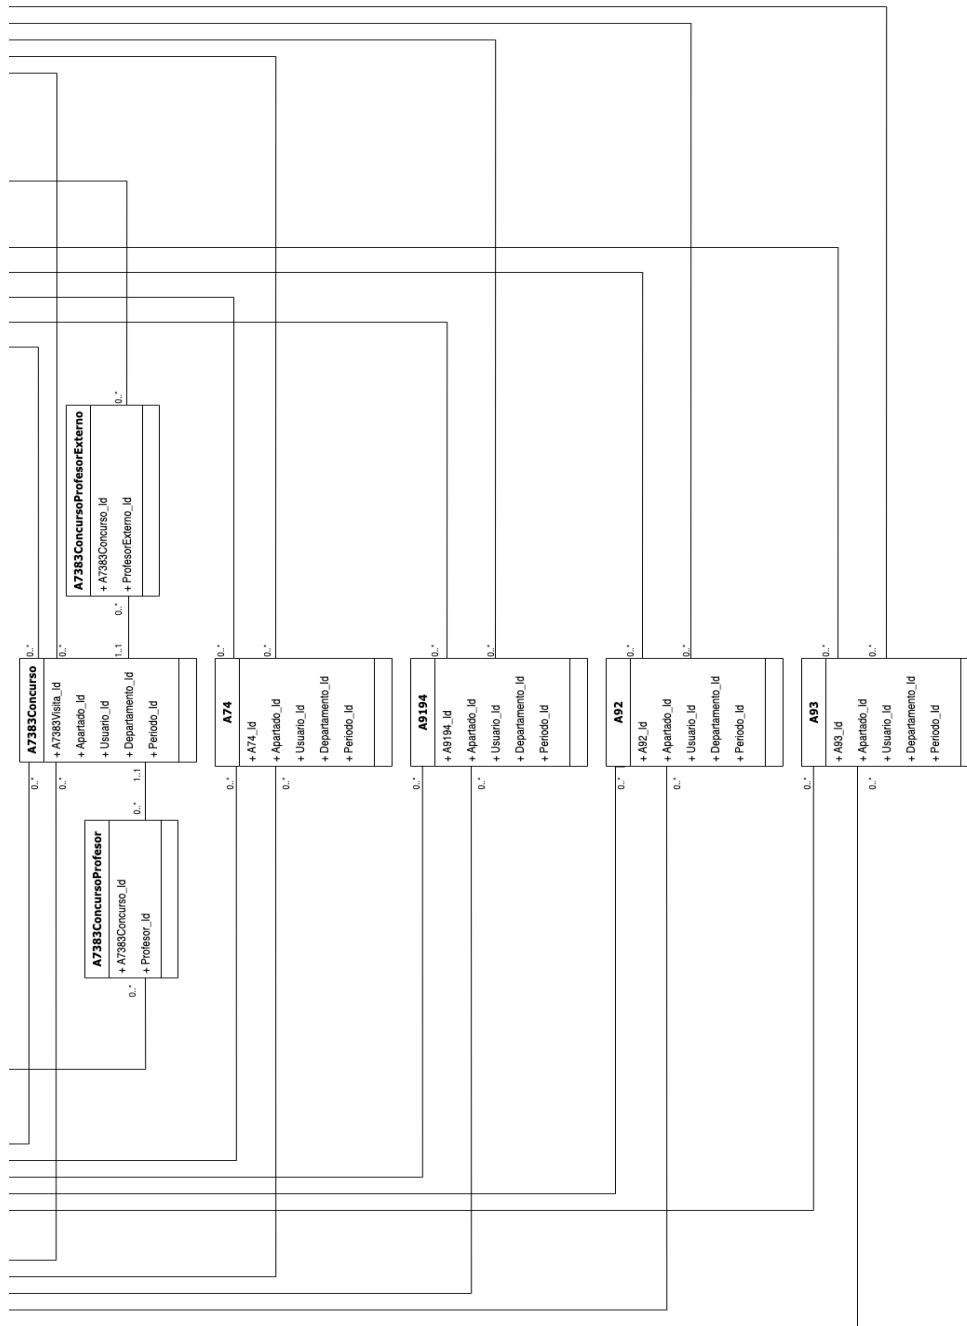 0..*
A7383ConcursoProfesorExterno
+ A7383Concurso_Id
+ ProfesorExterno_Id
0..*
0..*
0..*
1..1
A7383Concurso
+ A7383Visita_Id
+ Apartado_Id
+ Usuario_Id
+ Departamento_Id
+ Periodo_Id
0..*
0..*
1..1
0..*
A7383ConcursoProfesor
+ A7383Concurso_Id
+ Profesor_Id
0..*
0..*
0..*
A74
+ A74_Id
+ Apartado_Id
+ Usuario_Id
+ Departamento_Id
+ Periodo_Id
0..*
0..*
0..*
0..*
A9194
+ A9194_Id
+ Apartado_Id
+ Usuario_Id
+ Departamento_Id
+ Periodo_Id
0..*
0..*
0..*
0..*
A92
+ A92_Id
+ Apartado_Id
+ Usuario_Id
+ Departamento_Id
+ Periodo_Id
0..*
0..*
0..*
0..*
A93
+ A93_Id
+ Apartado_Id
+ Usuario_Id
+ Departamento_Id
+ Periodo_Id
0..*
0..*